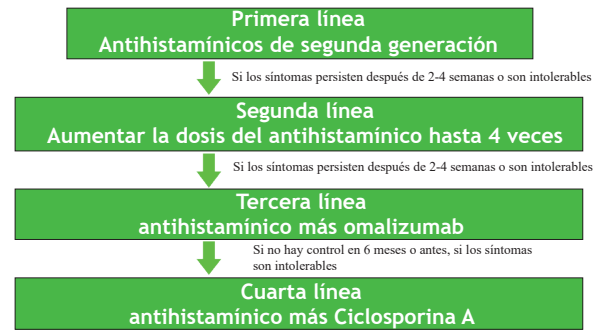 Primera línea
Antihistamínicos de segunda generación
Si los síntomas persisten después de 2-4 semanas o son intolerables
Segunda línea
Aumentar la dosis del antihistamínico hasta 4 veces
Si los síntomas persisten después de 2-4 semanas o son intolerables
Tercera línea
antihistamínico más omalizumab
Si no hay control en 6 meses o antes, si los síntomas
son intolerables
Cuarta línea
antihistamínico más Ciclosporina A